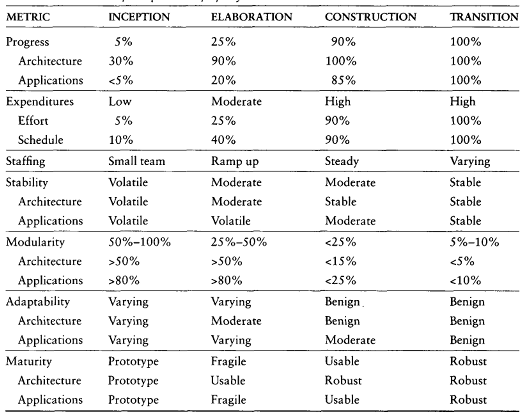 METRIC INCEPTION ELABORATION CONSTRUCTION TRANSITION
Progress 5% 25% 90% 100%
Architecture 30% 90% 100% 100%
Applications <5% 20% 85% 100%
Expenditures Low Moderate High High
Effort 5% 25% 90% 100%
Schedule 10% 40% 90% 100%
Staffing Small team Ramp up Steady Varying
Stability Volatile Moderate Moderate Stable
Architecture Volatile Moderate Stable Stable
Applications Volatile Volatile Moderate Stable
Modularity 50%–100% 25%–50% <25% 5%–10%
Architecture >50% >50% <15% <5%
Applications >80% >80% <25% <10%
Adaptability Varying Varying Benign Benign
Architecture Varying Moderate Benign Benign
Applications Varying Varying Moderate Benign
Maturity Prototype Fragile Usable Robust
Architecture Prototype Usable Robust Robust
Applications Prototype Fragile Usable Robust